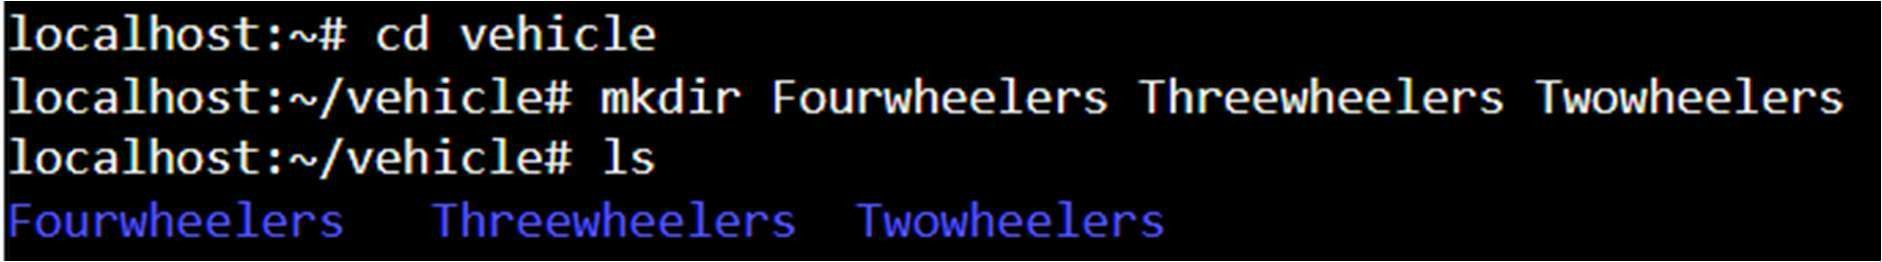 localhost:~# cd vehicle
localhost:~/vehicle# mkdir Fourwheelers Threewheelers Twowheelers
localhost:~/vehicle# ls
Fourwheelers   Threewheelers  Twowheelers